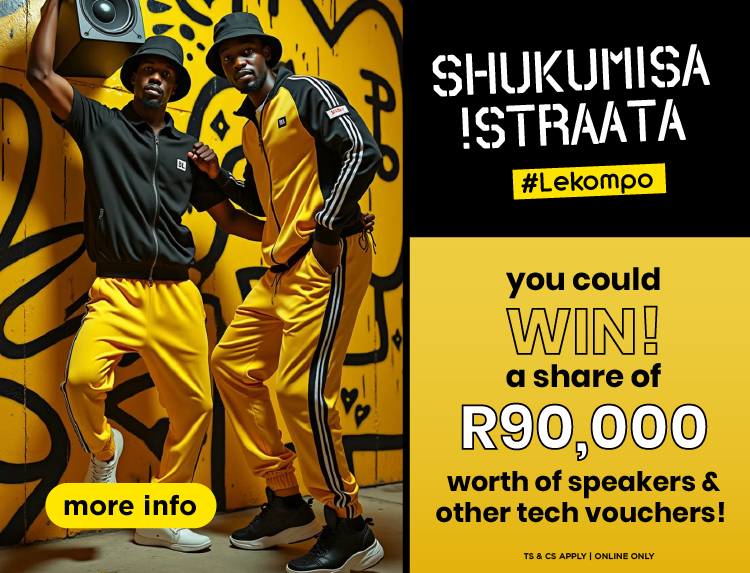 SHUKUMISA
!STRAATA
#Lekompo
you could
WIN!
a share of
R90,000
worth of speakers &
other tech vouchers!
TS & CS APPLY | ONLINE ONLY
more info